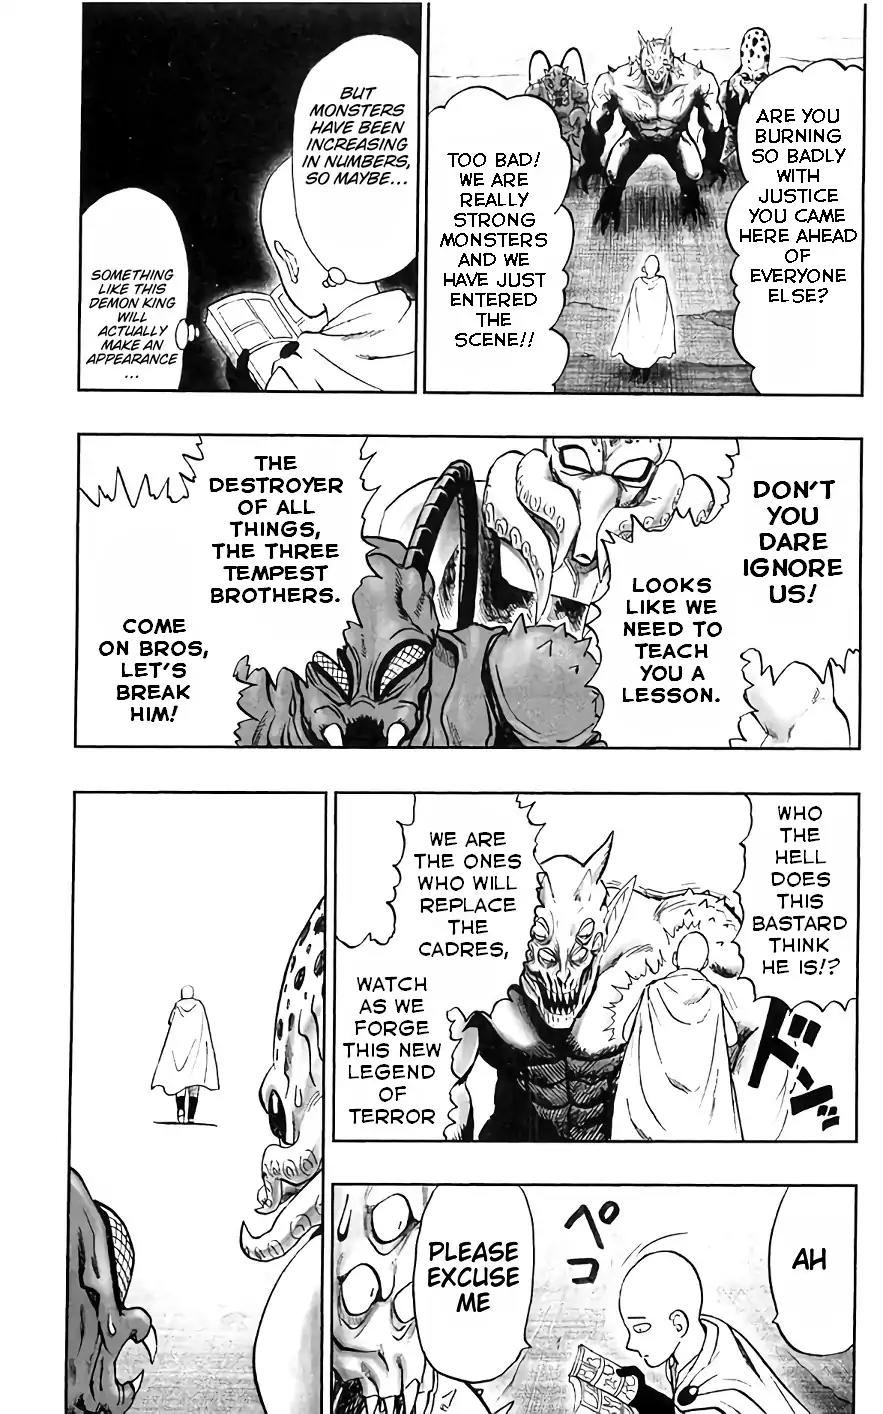 ARE YOU
BURNING
SO BADLY
WITH
JUSTICE
YOU CAME
HERE AHEAD
OF
EVERYONE
ELSE?
TOO BAD!
WE ARE
REALLY
STRONG
MONSTERS
AND WE
HAVE JUST
ENTERED
THE
SCENE!!
BUT
MONSTERS
HAVE BEEN
INCREASING
IN NUMBERS,
SO MAYBE...
SOMETHING
LIKE THIS
DEMON KING
WILL
ACTUALLY
MAKE AN
APPEARANCE
...
DON'T
YOU
DARE
IGNORE
US!
LOOKS
LIKE WE
NEED TO
TEACH
YOU A
LESSON.
THE
DESTROYER
OF ALL
THINGS,
THE THREE
TEMPEST
BROTHERS.
COME
ON BROS,
LET'S
BREAK
HIM!
WHO
THE
HELL
DOES
THIS
BASTARD
THINK
HE IS!?
WE ARE
THE ONES
WHO WILL
REPLACE
THE
CADRES,
WATCH
AS WE
FORGE
THIS NEW
LEGEND
OF
TERROR
ドンッ
AH
ペコ
PLEASE
EXCUSE
ME